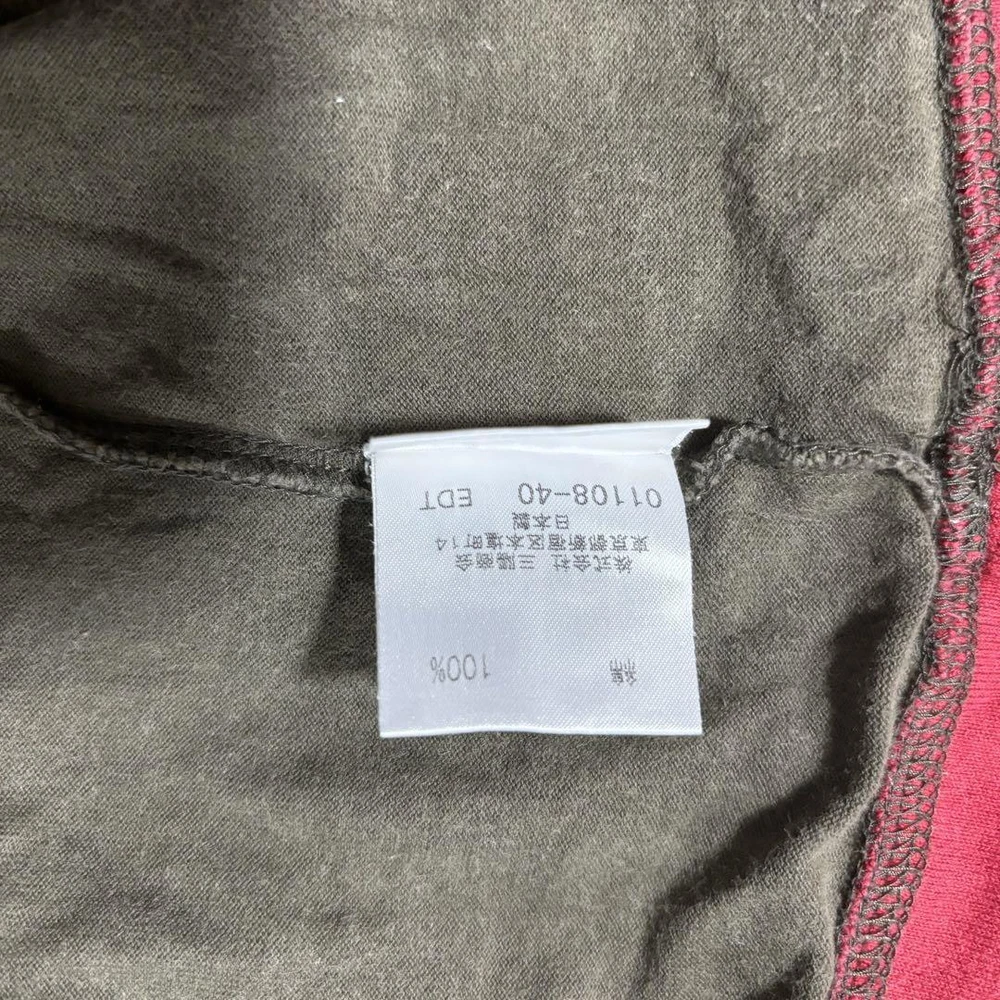 綿 100%
株式会社 三陽商会
東京都新宿区本塩町14
日本製
01108-40 EDT